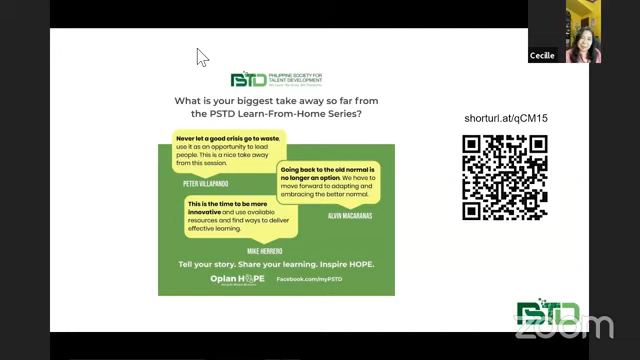 Cecille
PSTD
PHILIPPINE SOCIETY FOR
TALENT DEVELOPMENT
What is your biggest take away so far from
the PSTD Learn-From-Home Series?
shorturl.at/qCM15
Never let a good crisis go to waste,
use it as an opportunity to lead
people. This is a nice take away
from this session.
PETER VILLAPANDO
Going back to the old normal is
no longer an option. We have to
move forward to adapting and
embracing the better normal.
ALVIN MACARANAS
This is the time to be more
innovative and use available
resources and find ways to deliver
effective learning.
MIKE HERRERO
Tell your story. Share your learning. Inspire HOPE.
Oplan HOPE
Facebook.com/myPSTD
PSTD
zoom